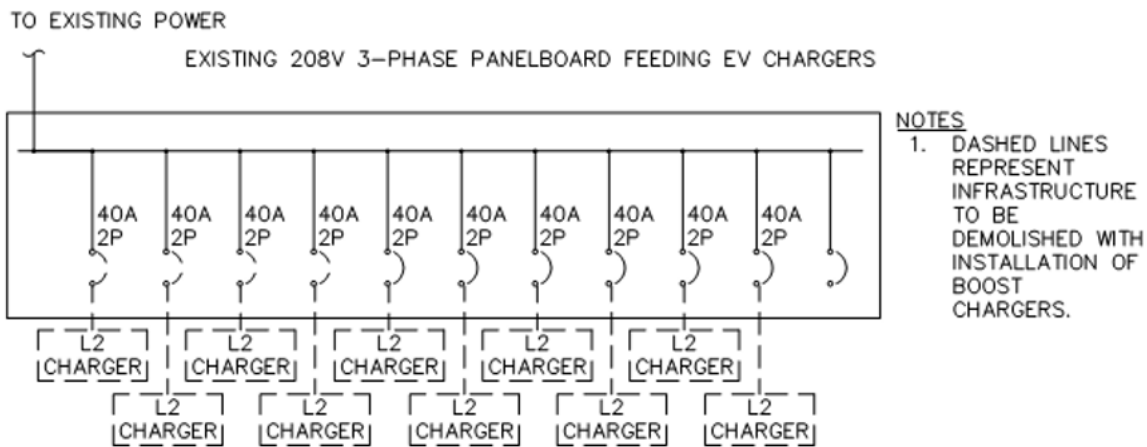 TO EXISTING POWER
EXISTING 208V 3-PHASE PANELBOARD FEEDING EV CHARGERS
NOTES
1. DASHED LINES
REPRESENT
INFRASTRUCTURE
TO BE
DEMOLISHED WITH
INSTALLATION OF
BOOST
CHARGERS.
40A 40A 40A 40A 40A 40A 40A 40A 40A 40A
2P 2P 2P 2P 2P 2P 2P 2P 2P 2P
L2 L2 L2 L2 L2
CHARGER CHARGER CHARGER CHARGER CHARGER
L2 L2 L2 L2 L2
CHARGER CHARGER CHARGER CHARGER CHARGER